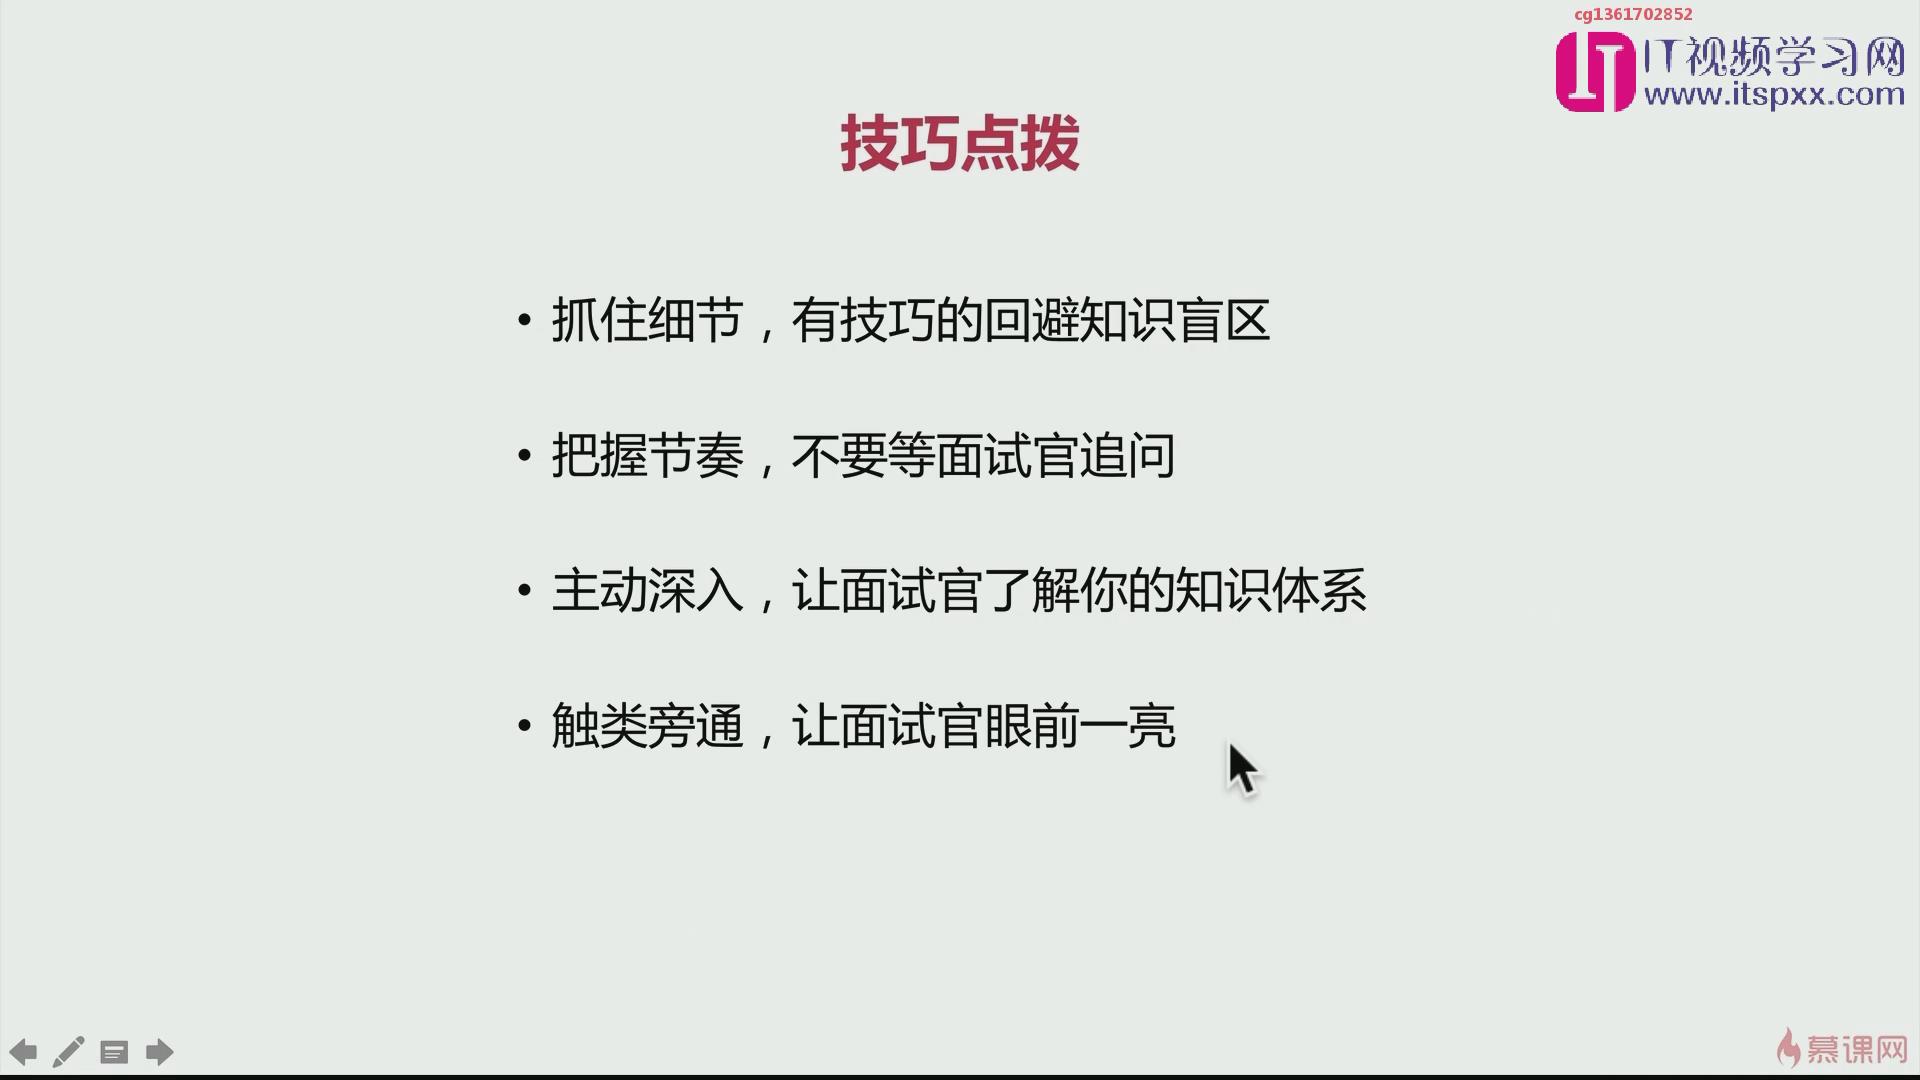 cg1361702852
IT视频学习网
www.itspxx.com
技巧点拨
• 抓住细节，有技巧的回避知识盲区
• 把握节奏，不要等面试官追问
• 主动深入，让面试官了解你的知识体系
• 触类旁通，让面试官眼前一亮
慕课网